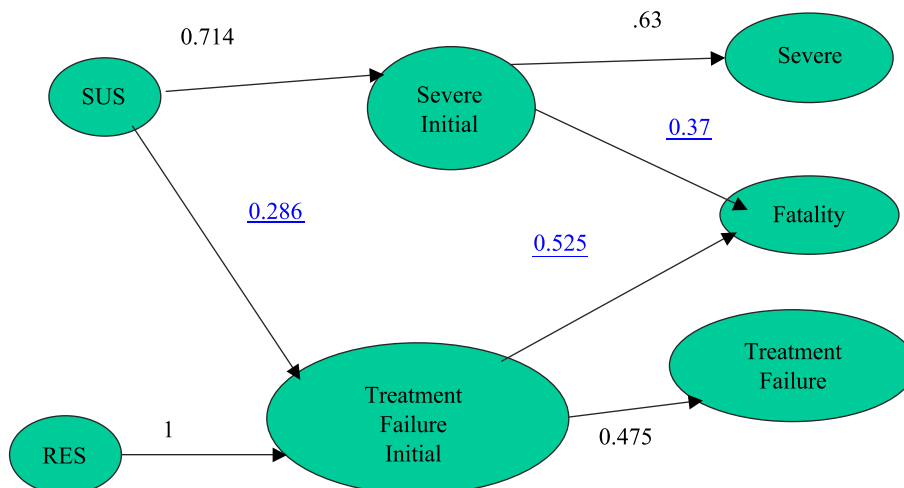 0.714
.63
SUS
Severe
Initial
Severe
0.37
0.286
0.525
Fatality
Treatment
Failure
Initial
Treatment
Failure
RES
1
0.475